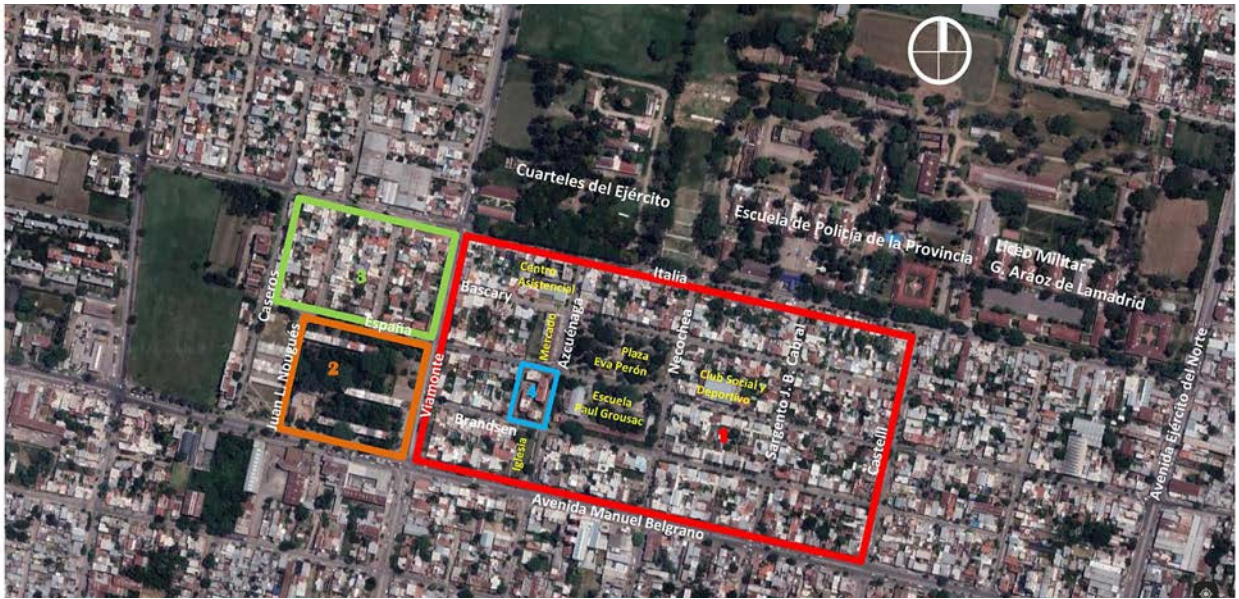 Cuarteles del Ejército
Escuela de Policía de la Provincia
Liceo Militar
G. Aráoz de Lamadrid
Italia
Caseros
3
España
Centro
Asistencial
Bascary
Mercado
Azcuénaga
Plaza
Eva Perón
Necochea
Club Social y
Deportivo
Sargento J. B. Cabral
Avenida Ejército del Norte
Juan L. Nougués
2
Viamonte
4
Escuela
Paul Grousac
1
Castelli
Brandsen
Iglesia
Avenida Manuel Belgrano